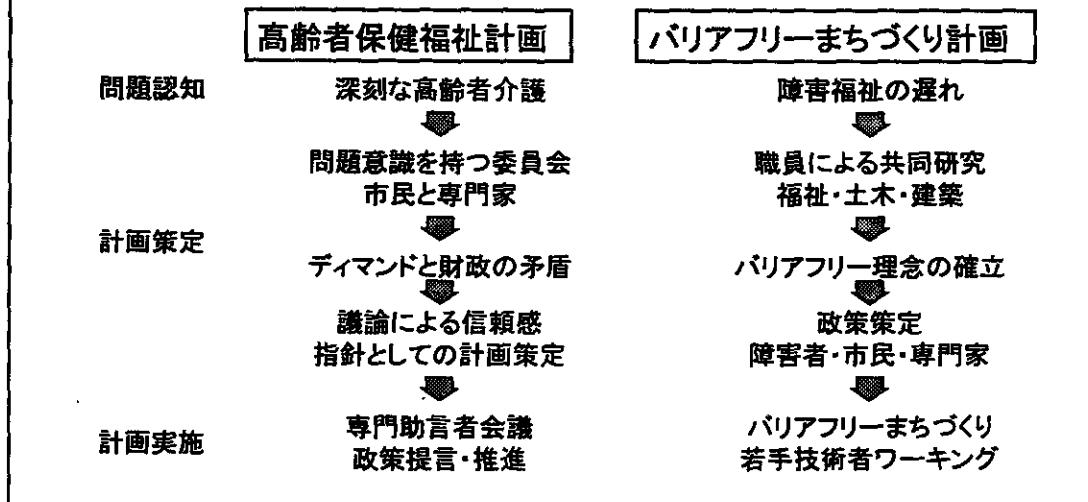 高齢者保健福祉計画 バリアフリーまちづくり計画
問題認知 深刻な高齢者介護 障害福祉の遅れ
問題意識を持つ委員会 職員による共同研究
市民と専門家 福祉・土木・建築
計画策定
ディマンドと財政の矛盾 バリアフリー理念の確立
議論による信頼感 政策策定
指針としての計画策定 障害者・市民・専門家
専門助言者会議 バリアフリーまちづくり
計画実施
政策提言・推進 若手技術者ワーキング